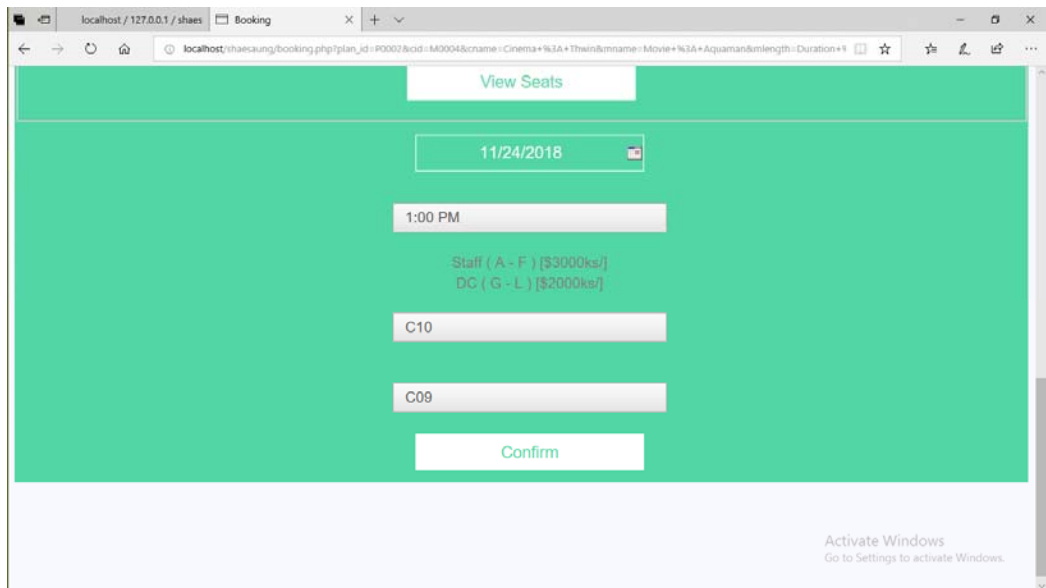 localhost / 127.0.0.1 / shaes
Booking
localhost/shaesaung/booking.php?plan_id=P0002&cid=M0004&cname=Cinema+%3A+Thwin&mname=Movie+%3A+Aquaman&mlength=Duration+
View Seats
11/24/2018
1:00 PM
Staff ( A - F ) [$3000ks/]
DC ( G - L ) [$2000ks/]
C10
C09
Confirm
Activate Windows
Go to Settings to activate Windows.